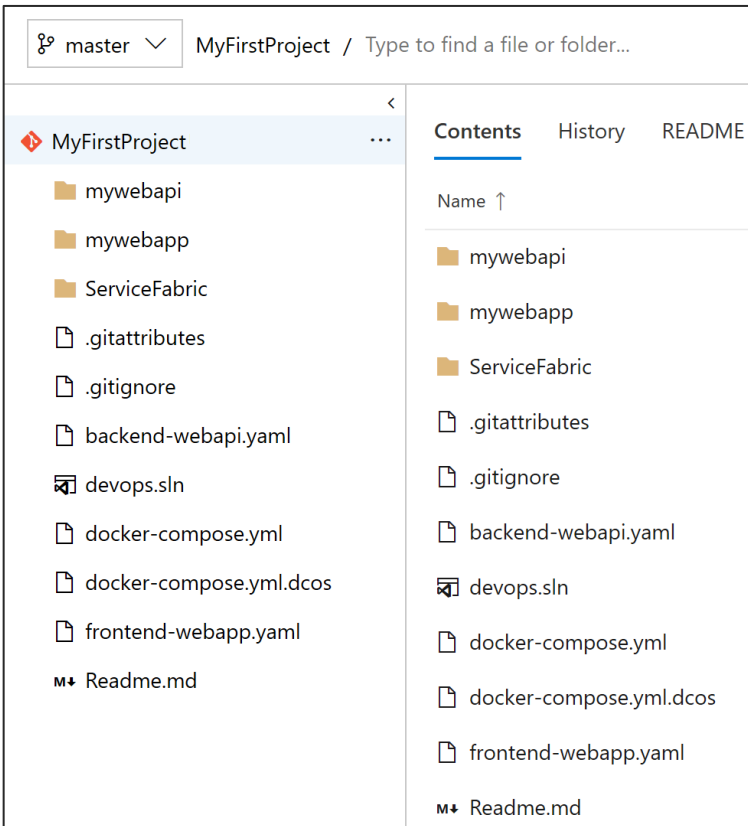 master MyFirstProject / Type to find a file or folder...
MyFirstProject ...
mywebapi
mywebapp
ServiceFabric
.gitattributes
.gitignore
backend-webapi.yaml
devops.sln
docker-compose.yml
docker-compose.yml.dcos
frontend-webapp.yaml
M↓ Readme.md
Contents History README
Name ↑
mywebapi
mywebapp
ServiceFabric
.gitattributes
.gitignore
backend-webapi.yaml
devops.sln
docker-compose.yml
docker-compose.yml.dcos
frontend-webapp.yaml
M↓ Readme.md